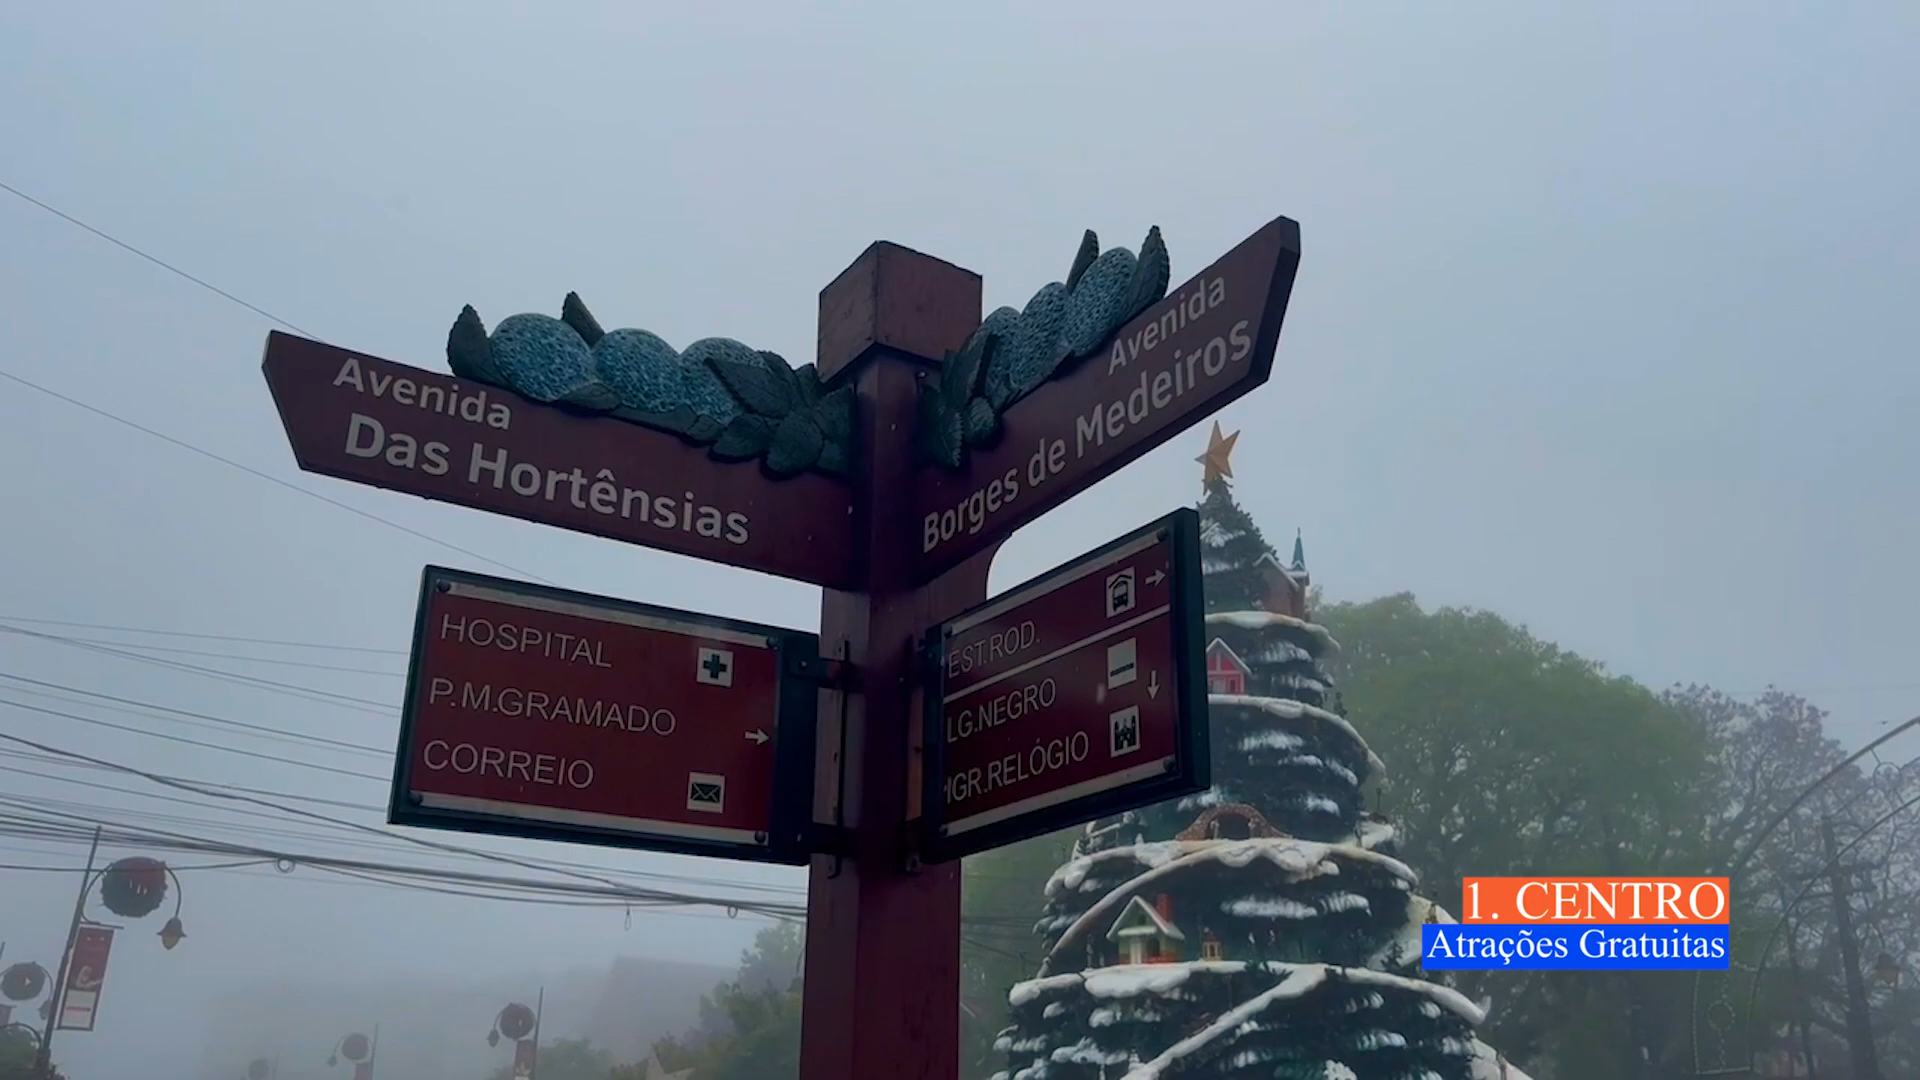 Avenida
Das Hortênsias
Avenida
Borges de Medeiros
HOSPITAL
P.M.GRAMADO
CORREIO
EST.ROD.
LG.NEGRO
IGR.RELÓGIO
1. CENTRO
Atrações Gratuitas